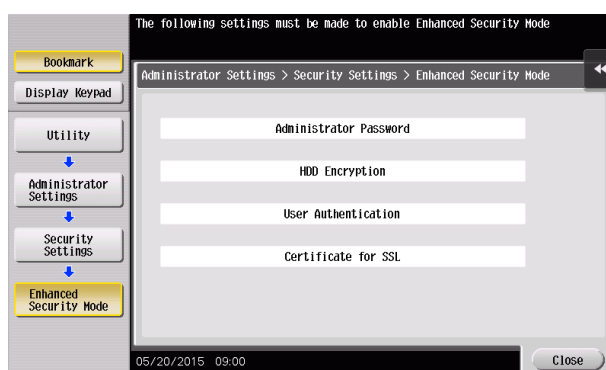 The following settings must be made to enable Enhanced Security Mode
Bookmark
Display Keypad
Utility
Administrator
Settings
Security
Settings
Enhanced
Security Mode
Administrator Settings > Security Settings > Enhanced Security Mode
Administrator Password
HDD Encryption
User Authentication
Certificate for SSL
05/20/2015 09:00
Close